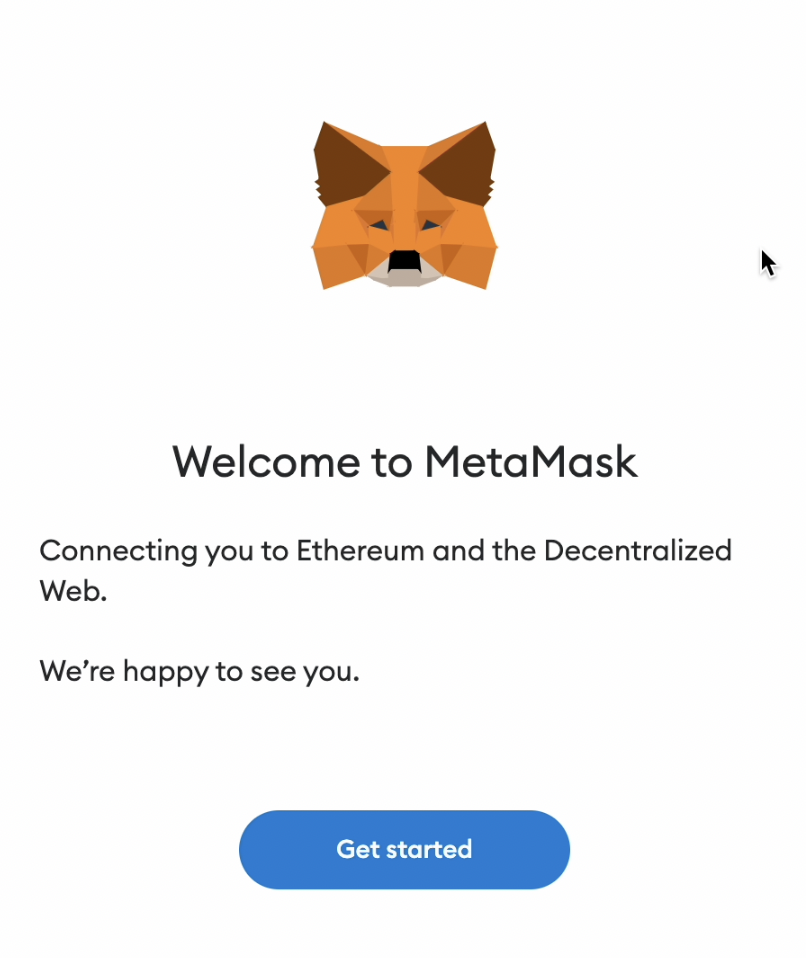 Welcome to MetaMask
Connecting you to Ethereum and the Decentralized
Web.
We’re happy to see you.
Get started